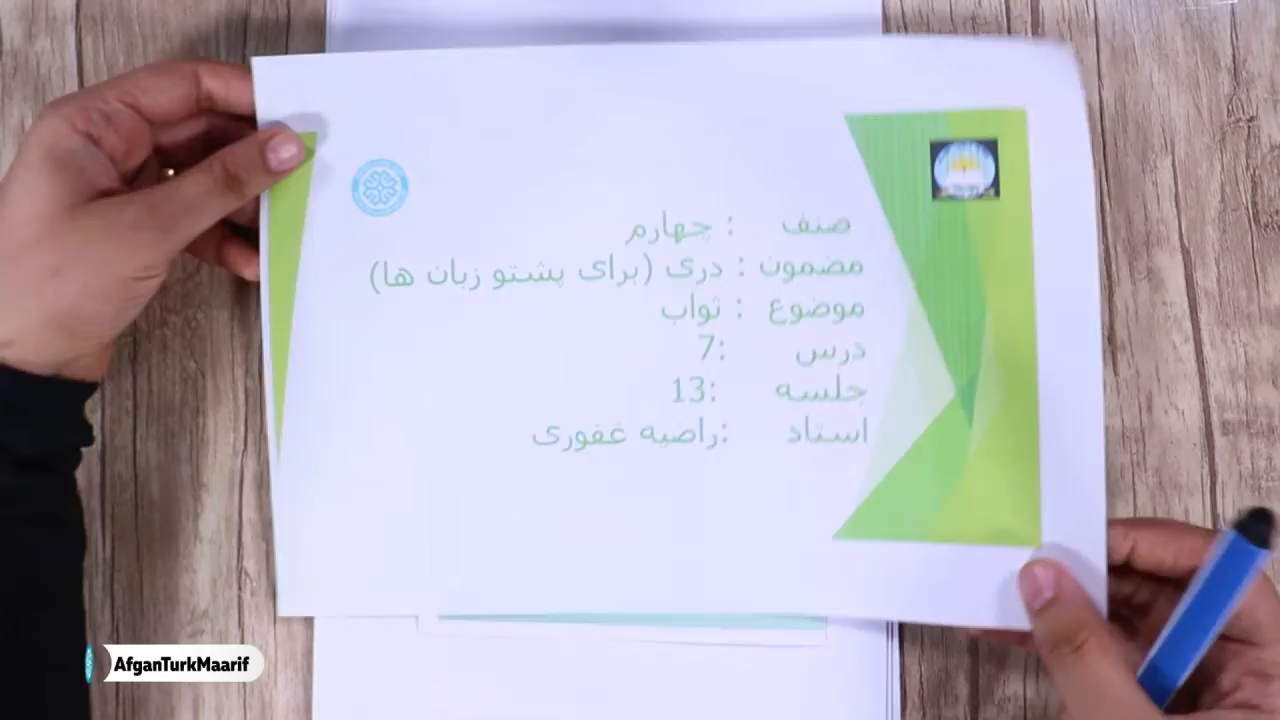 صنف : چهارم
مضمون : دری (برای پشتو زبان ها)
موضوع : ثواب
درس :7
جلسه :13
استاد :راضیه غفوری
AfganTurkMaarif